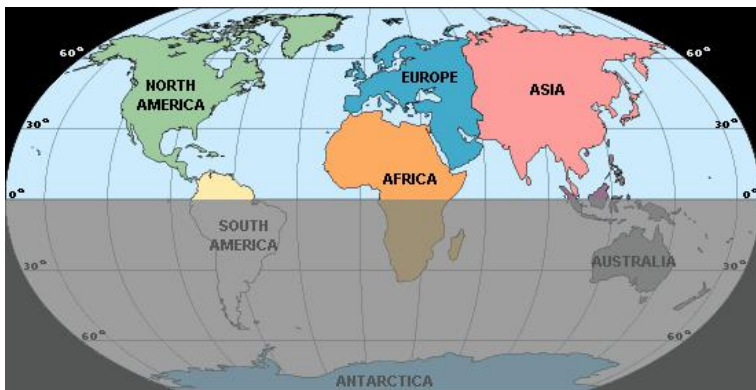 60°
60°
NORTH
AMERICA
EUROPE
ASIA
30°
30°
AFRICA
0°
0°
SOUTH
AMERICA
AUSTRALIA
30°
30°
60°
60°
ANTARCTICA